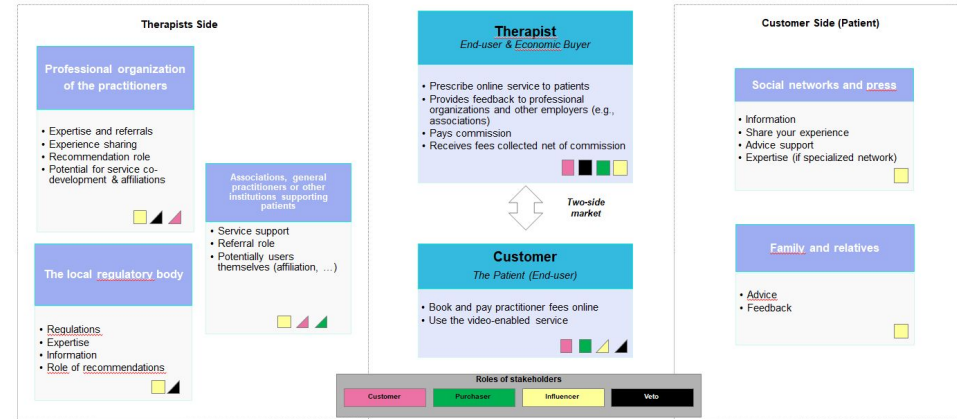 Therapists Side
Professional organization
of the practitioners
• Expertise and referrals
• Experience sharing
• Recommendation role
• Potential for service co-
development & affiliations
The local regulatory body
• Regulations
• Expertise
• Information
• Role of recommendations
Associations, general
practitioners or other
institutions supporting
patients
• Service support
• Referral role
• Potentially users
themselves (affiliation, ...)
Therapist
End-user & Economic Buyer
• Prescribe online service to patients
• Provides feedback to professional
organizations and other employers (e.g.,
associations)
• Pays commission
• Receives fees collected net of commission
Two-side
market
Customer
The Patient (End-user)
• Book and pay practitioner fees online
• Use the video-enabled service
Customer Side (Patient)
Social networks and press
• Information
• Share your experience
• Advice support
• Expertise (if specialized network)
Family and relatives
• Advice
• Feedback
Roles of stakeholders
Customer
Purchaser
Influencer
Veto